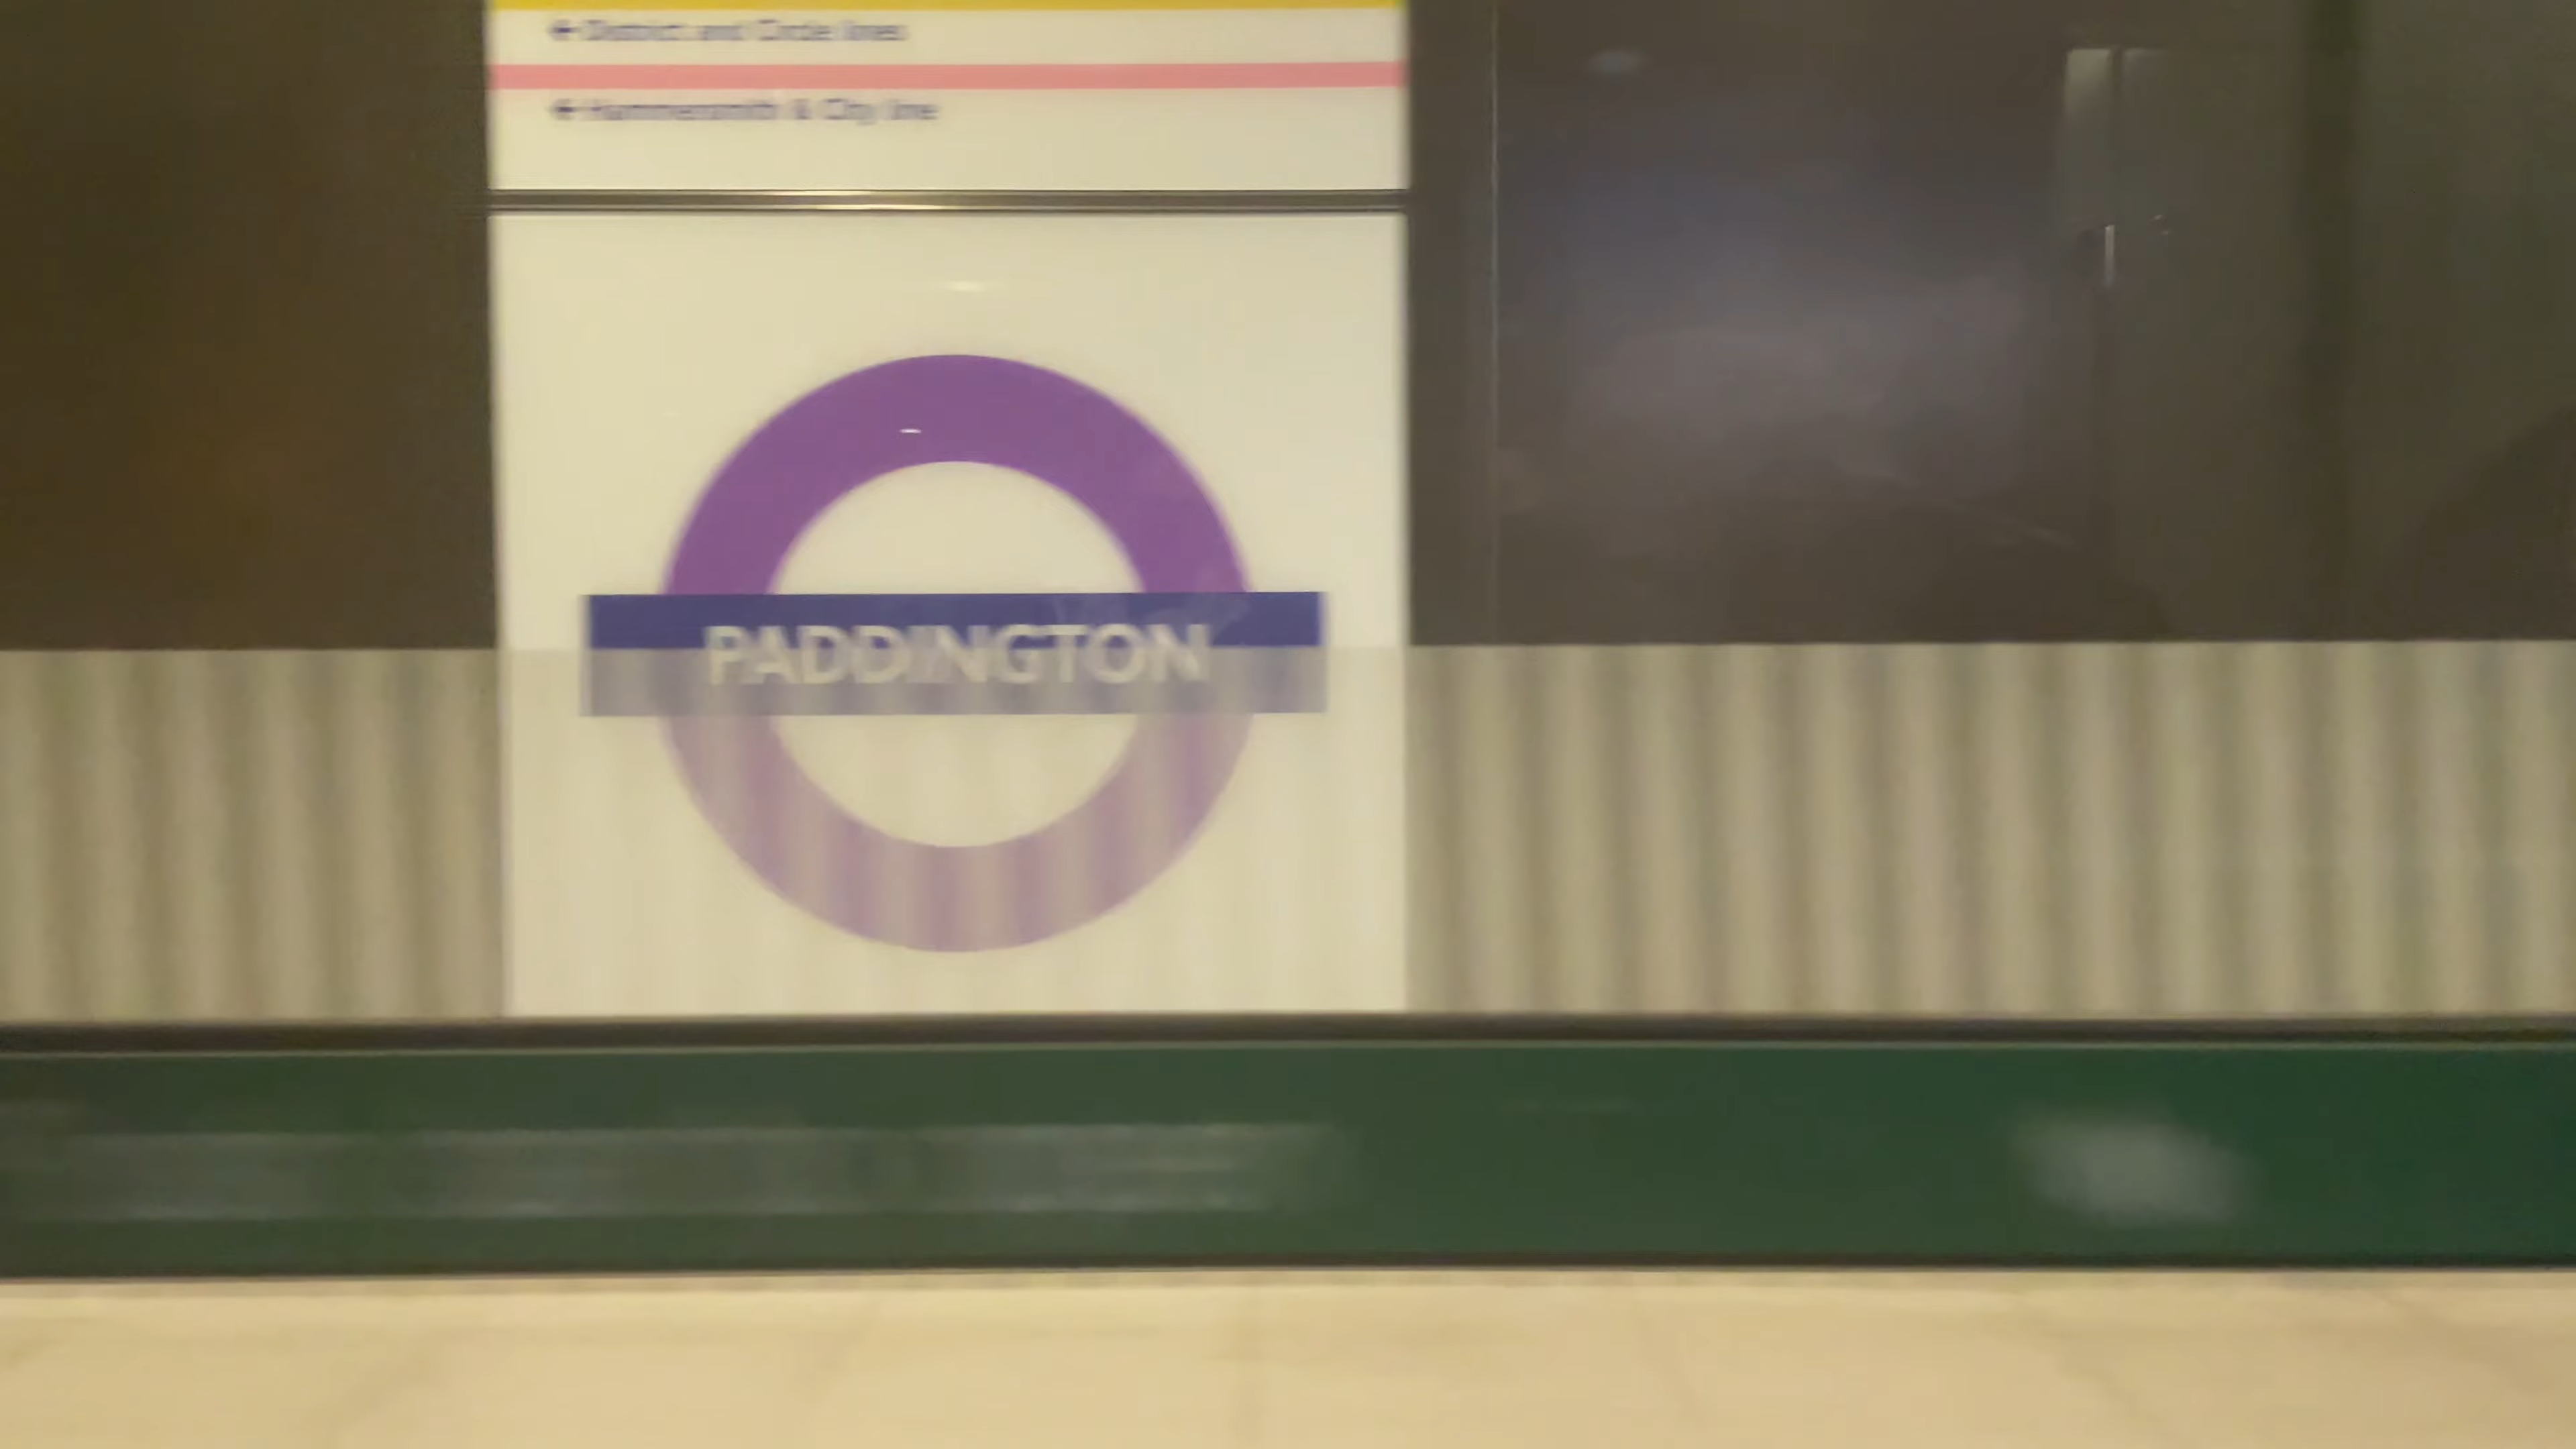 ← District and Circle lines
← Hammersmith & City line
PADDINGTON